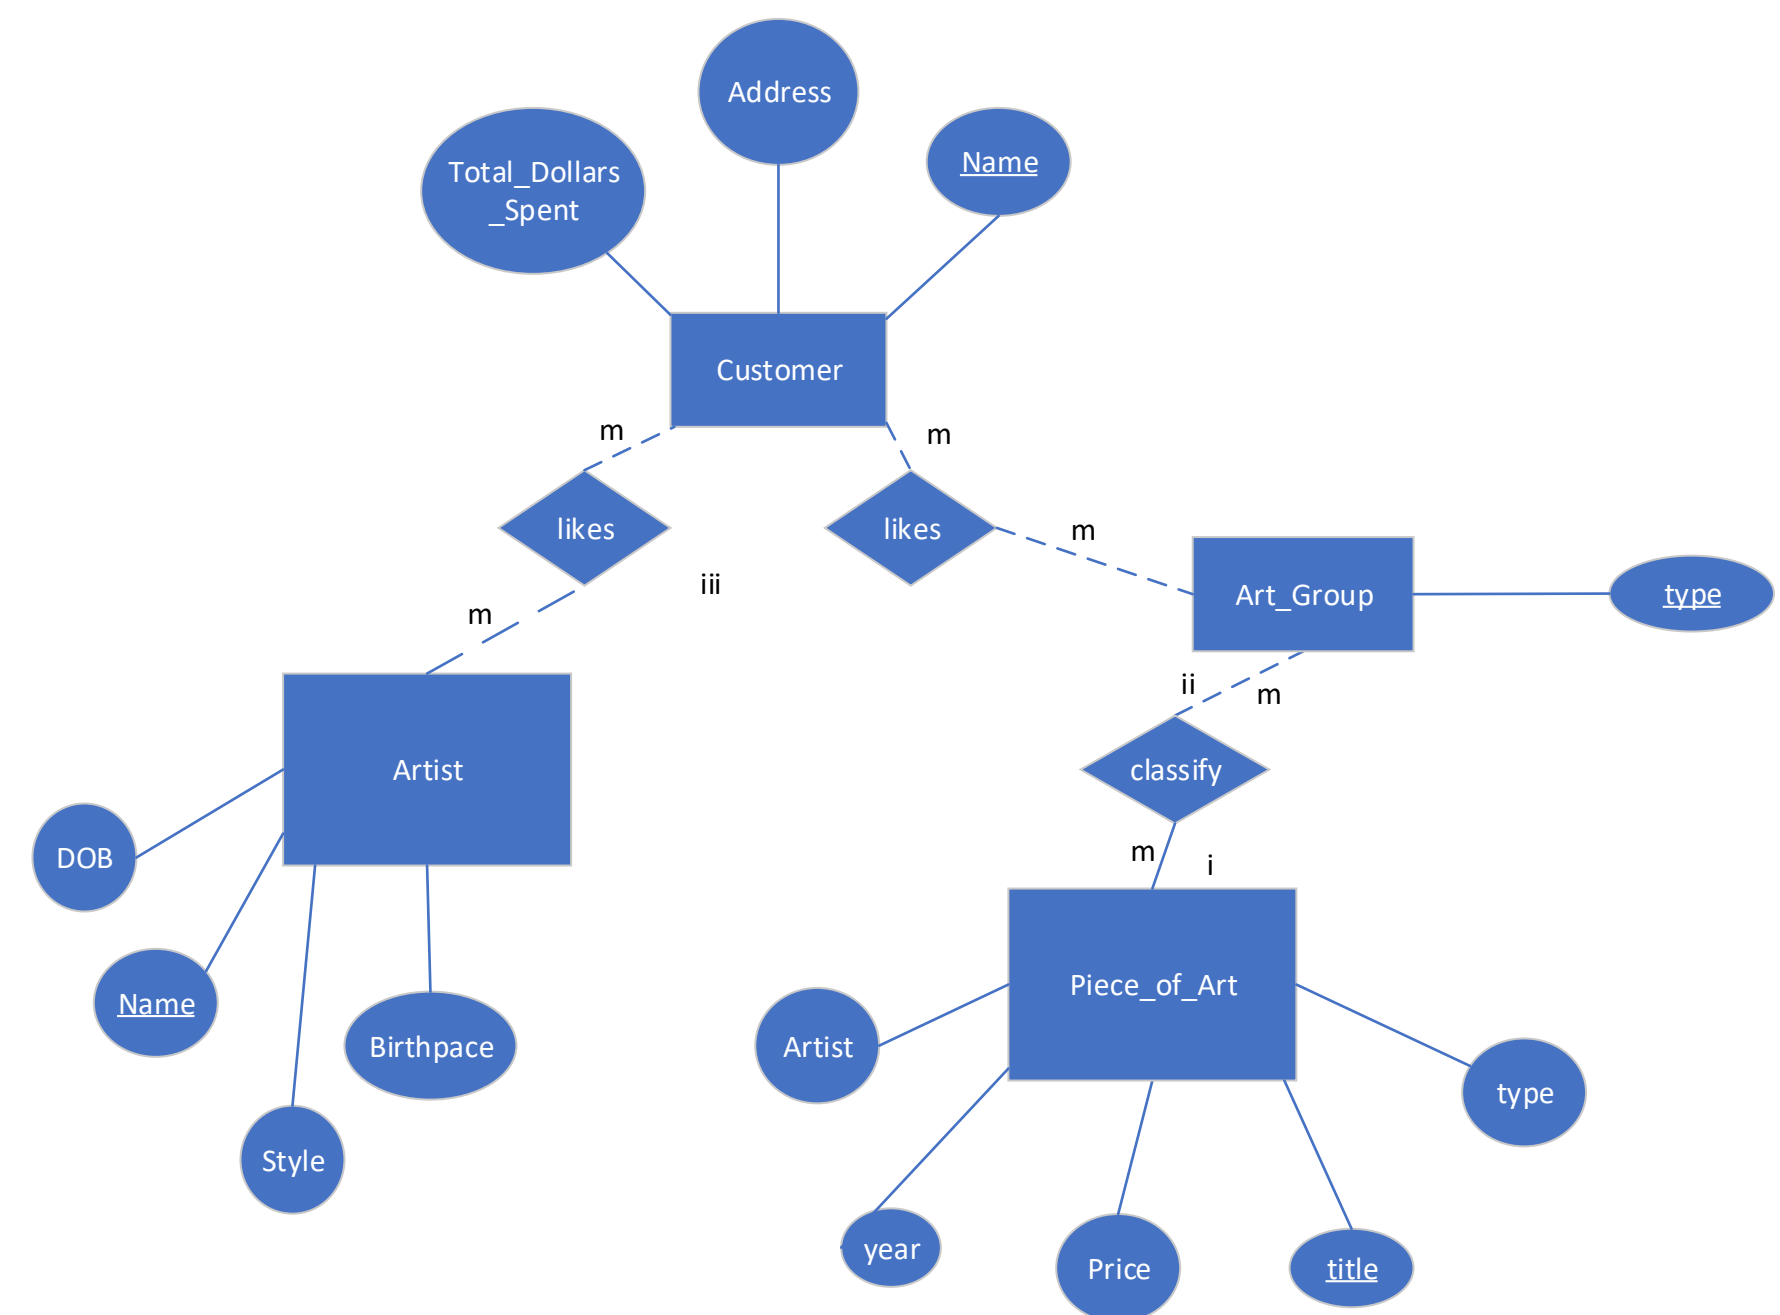 Address
Name
Total_Dollars
_Spent
Customer
m
m
likes
likes
m
iii
m
Art_Group
type
ii
m
Artist
classify
m
i
DOB
Piece_of_Art
Name
Birthpace
Artist
type
Style
year
Price
title